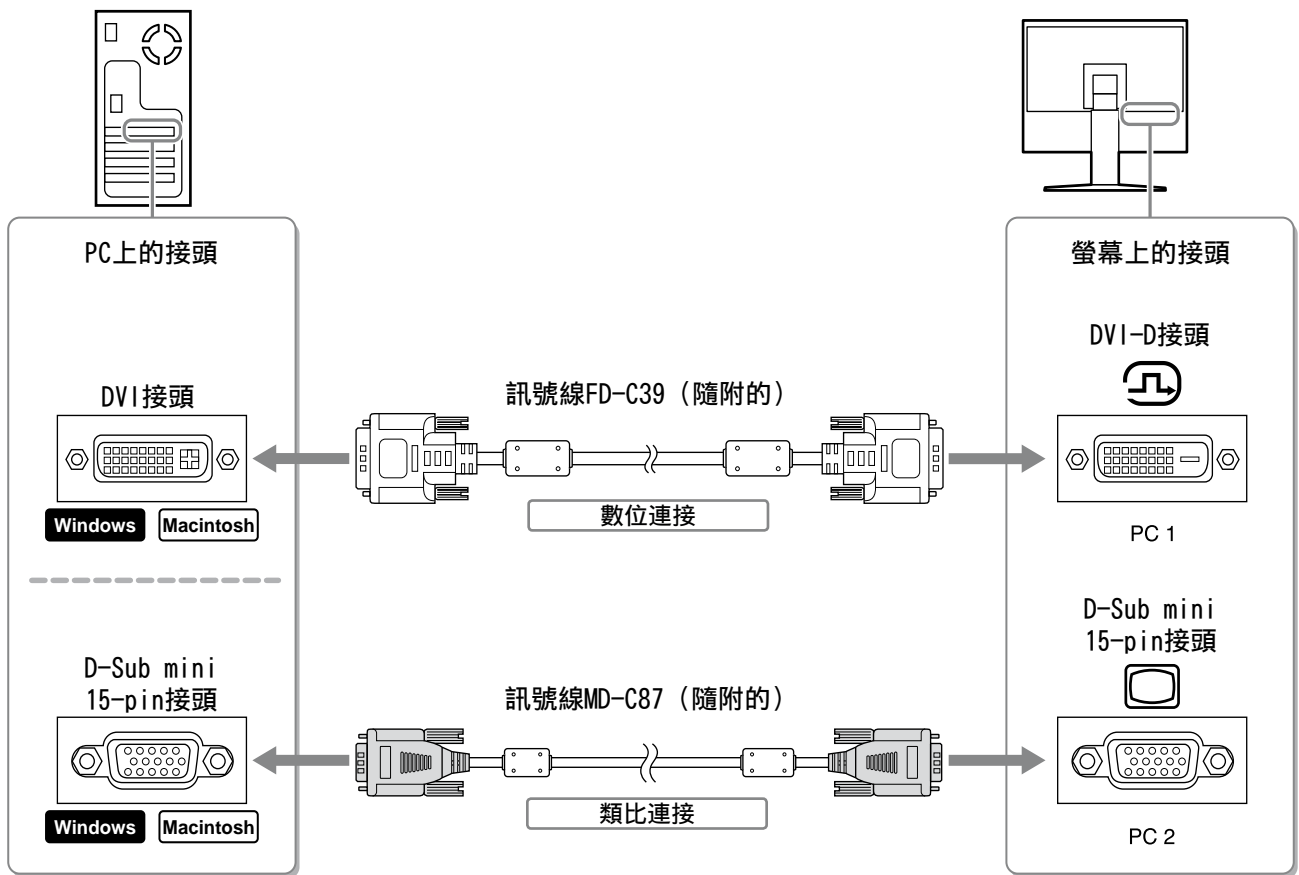 PC上的接頭
DVI接頭
Windows
Macintosh
D-Sub mini
15-pin接頭
Windows
Macintosh
訊號線FD-C39 (隨附的)
數位連接
訊號線MD-C87 (隨附的)
類比連接
螢幕上的接頭
DVI-D接頭
PC 1
D-Sub mini
15-pin接頭
PC 2